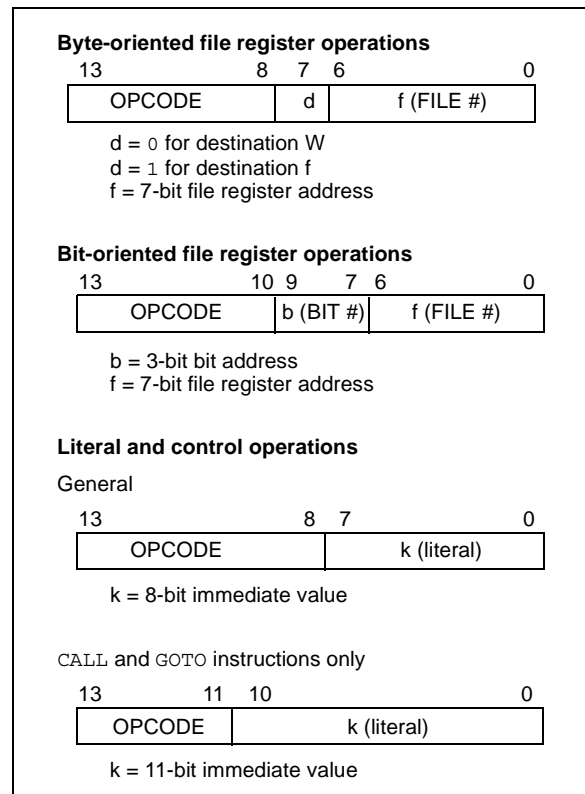 Byte-oriented file register operations
13 8 7 6 0
OPCODE d f (FILE #)
d = 0 for destination W
d = 1 for destination f
f = 7-bit file register address
Bit-oriented file register operations
13 10 9 7 6 0
OPCODE b (BIT #) f (FILE #)
b = 3-bit bit address
f = 7-bit file register address
Literal and control operations
General
13 8 7 0
OPCODE k (literal)
k = 8-bit immediate value
CALL and GOTO instructions only
13 11 10 0
OPCODE k (literal)
k = 11-bit immediate value